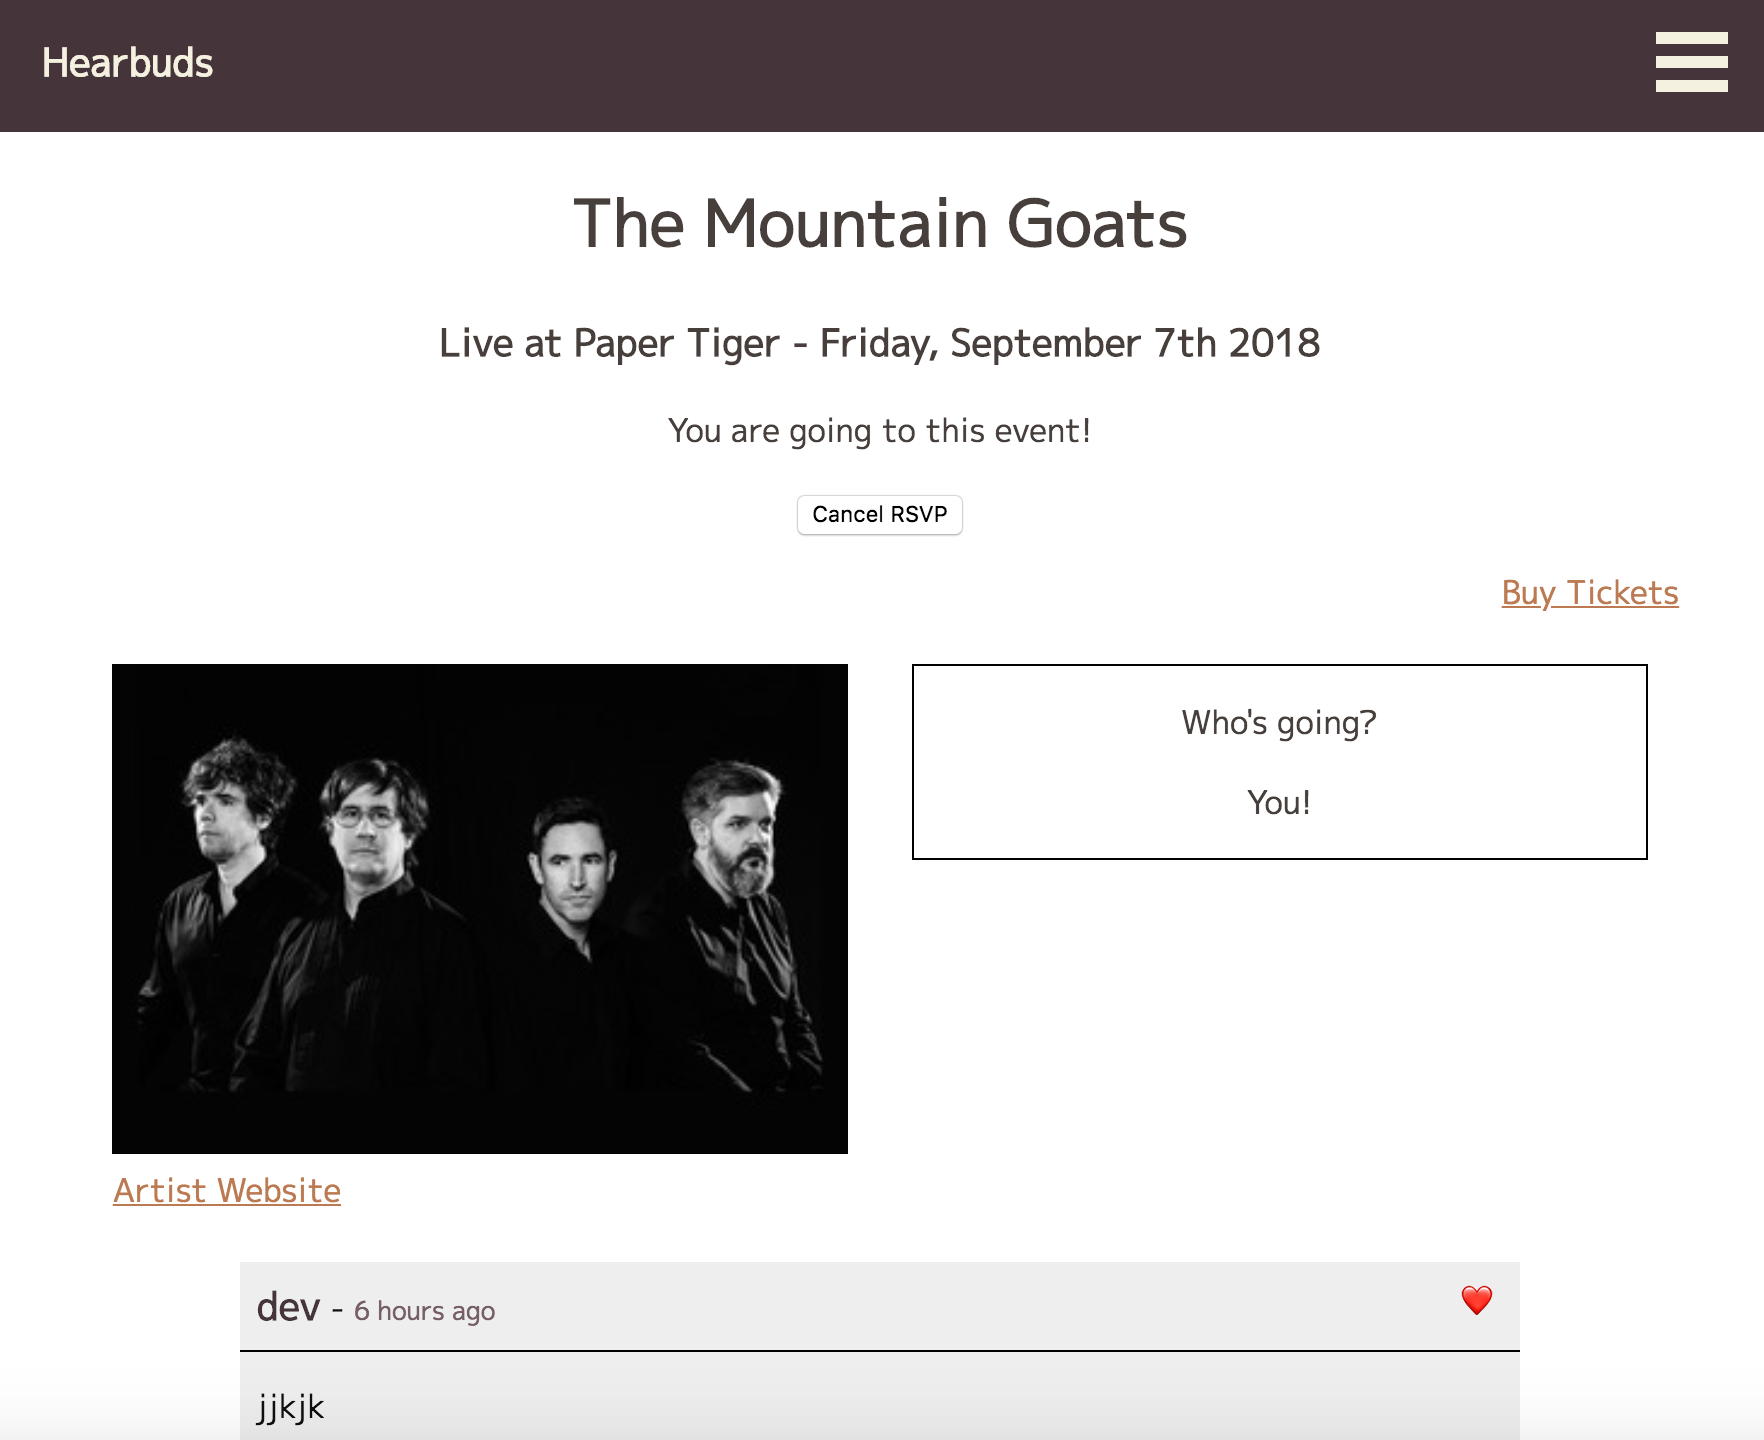 Hearbuds
The Mountain Goats
Live at Paper Tiger - Friday, September 7th 2018
You are going to this event!
Cancel RSVP
Buy Tickets
Who's going?
You!
Artist Website
dev - 6 hours ago
jjkjk